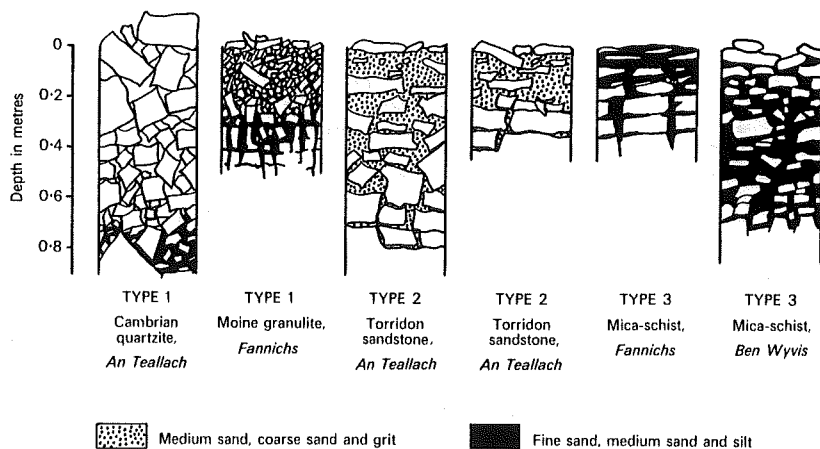 Depth in metres
0
0·2
0·4
0·6
0·8
TYPE 1
Cambrian
quartzite,
An Teallach
TYPE 1
Moine granulite,
Fannichs
TYPE 2
Torridon
sandstone,
An Teallach
TYPE 2
Torridon
sandstone,
An Teallach
TYPE 3
Mica-schist,
Fannichs
TYPE 3
Mica-schist,
Ben Wyvis
Medium sand, coarse sand and grit
Fine sand, medium sand and silt